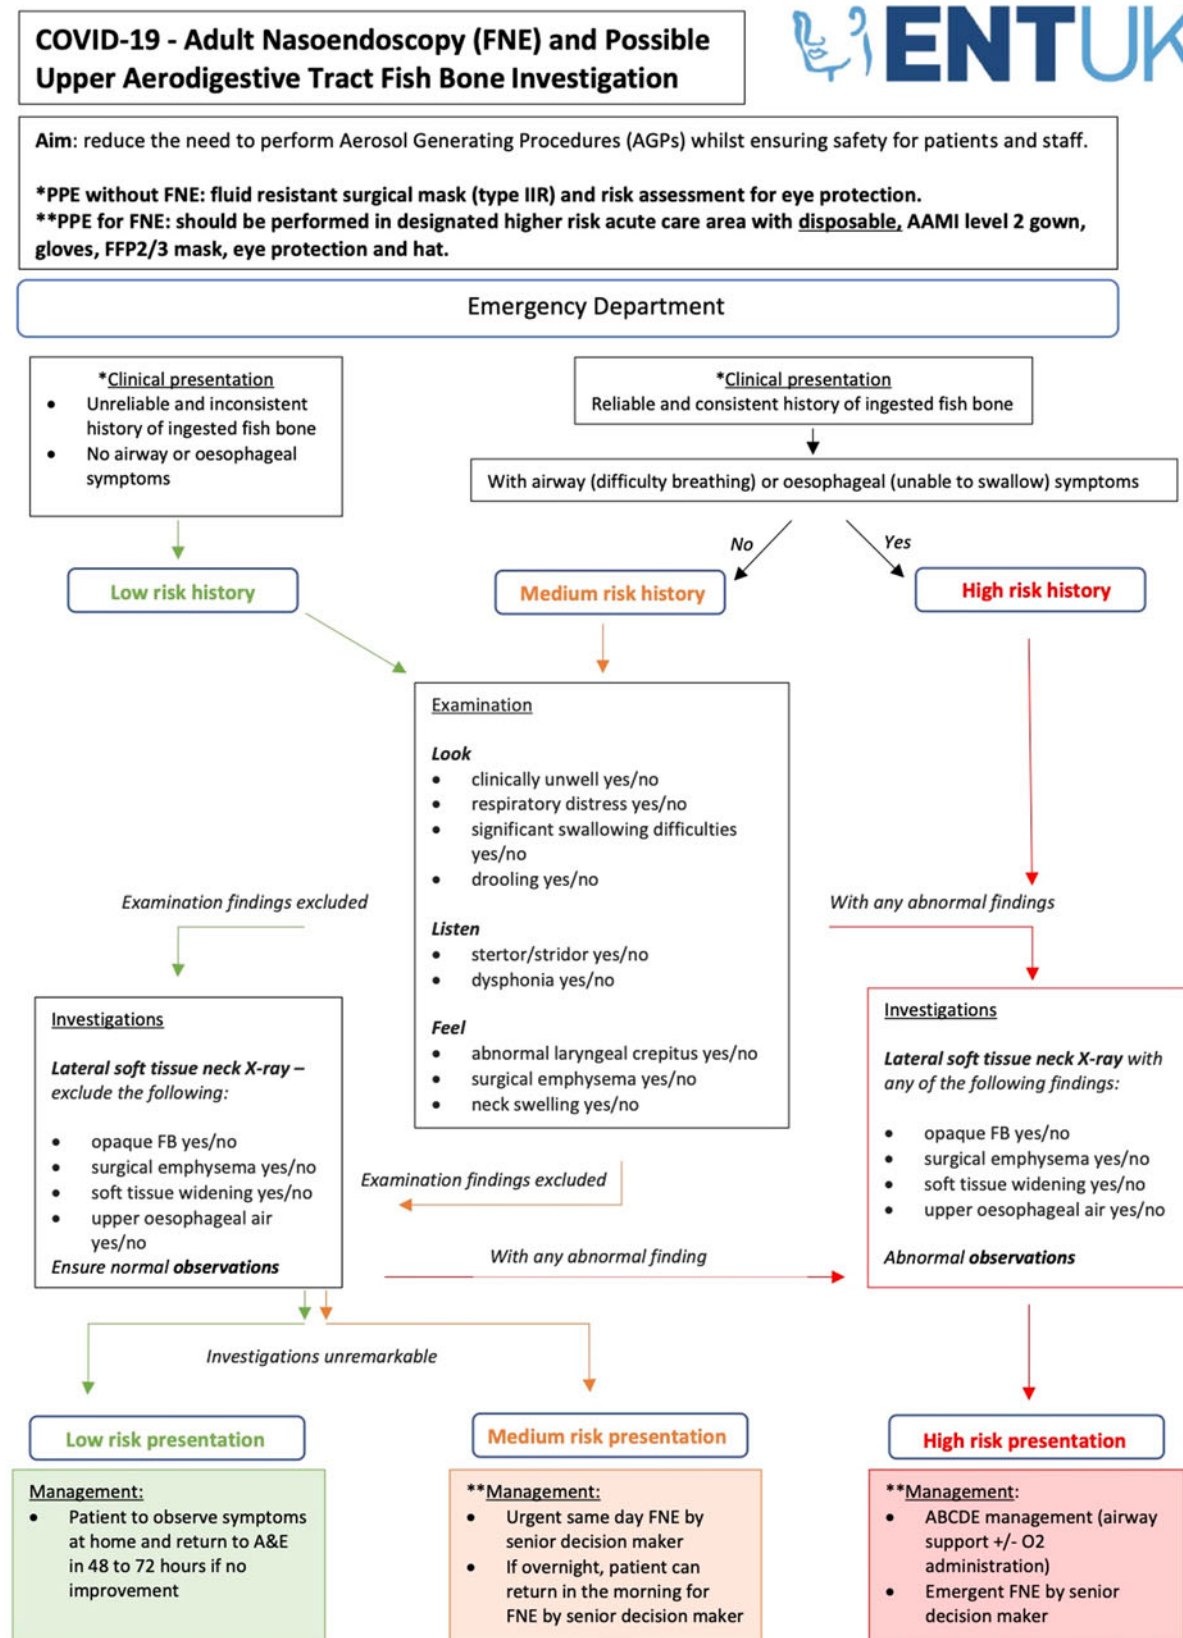 COVID-19 - Adult Nasoendoscopy (FNE) and Possible
Upper Aerodigestive Tract Fish Bone Investigation
ENTUK
Aim: reduce the need to perform Aerosol Generating Procedures (AGPs) whilst ensuring safety for patients and staff.
*PPE without FNE: fluid resistant surgical mask (type IIR) and risk assessment for eye protection.
**PPE for FNE: should be performed in designated higher risk acute care area with disposable, AAMI level 2 gown,
gloves, FFP2/3 mask, eye protection and hat.
Emergency Department
*Clinical presentation
• Unreliable and inconsistent
history of ingested fish bone
• No airway or oesophageal
symptoms
*Clinical presentation
Reliable and consistent history of ingested fish bone
With airway (difficulty breathing) or oesophageal (unable to swallow) symptoms
No
Yes
Low risk history
Medium risk history
High risk history
Examination
Look
• clinically unwell yes/no
• respiratory distress yes/no
• significant swallowing difficulties
yes/no
• drooling yes/no
Listen
• stertor/stridor yes/no
• dysphonia yes/no
Feel
• abnormal laryngeal crepitus yes/no
• surgical emphysema yes/no
• neck swelling yes/no
Examination findings excluded
With any abnormal findings
Investigations
Lateral soft tissue neck X-ray –
exclude the following:
• opaque FB yes/no
• surgical emphysema yes/no
• soft tissue widening yes/no
• upper oesophageal air
yes/no
Ensure normal observations
Examination findings excluded
With any abnormal finding
Investigations
Lateral soft tissue neck X-ray with
any of the following findings:
• opaque FB yes/no
• surgical emphysema yes/no
• soft tissue widening yes/no
• upper oesophageal air yes/no
Abnormal observations
Investigations unremarkable
Low risk presentation
Medium risk presentation
High risk presentation
Management:
• Patient to observe symptoms
at home and return to A&E
in 48 to 72 hours if no
improvement
**Management:
• Urgent same day FNE by
senior decision maker
• If overnight, patient can
return in the morning for
FNE by senior decision maker
**Management:
• ABCDE management (airway
support +/- O2
administration)
• Emergent FNE by senior
decision maker